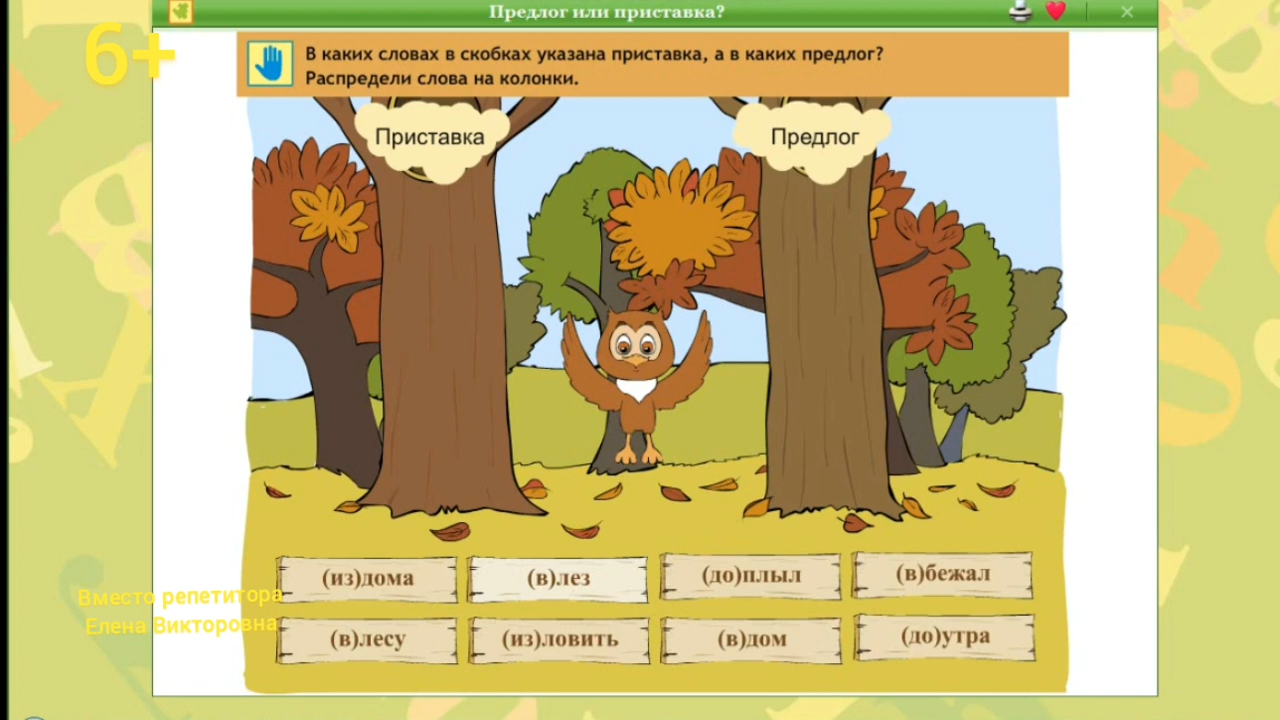 Предлог или приставка?
6+
В каких словах в скобках указана приставка, а в каких предлог?
Распредели слова на колонки.
Приставка
Предлог
(из)дома
(в)лез
(до)плыл
(в)бежал
Вместо репетитора
Елена Викторовна
(в)лесу
(из)ловить
(в)дом
(до)утра